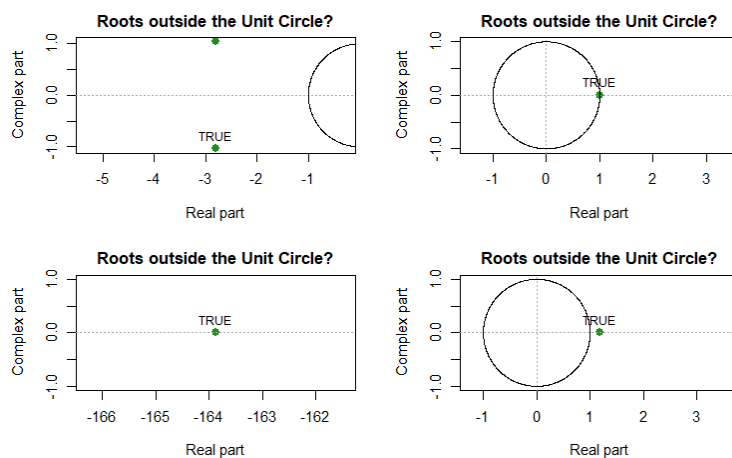 Roots outside the Unit Circle?
Complex part
1.0
0.0
-1.0
TRUE
-5 -4 -3 -2 -1
Real part
Roots outside the Unit Circle?
Complex part
1.0
0.0
-1.0
TRUE
-1 0 1 2 3
Real part
Roots outside the Unit Circle?
Complex part
1.0
0.0
-1.0
TRUE
-166 -165 -164 -163 -162
Real part
Roots outside the Unit Circle?
Complex part
1.0
0.0
-1.0
TRUE
-1 0 1 2 3
Real part